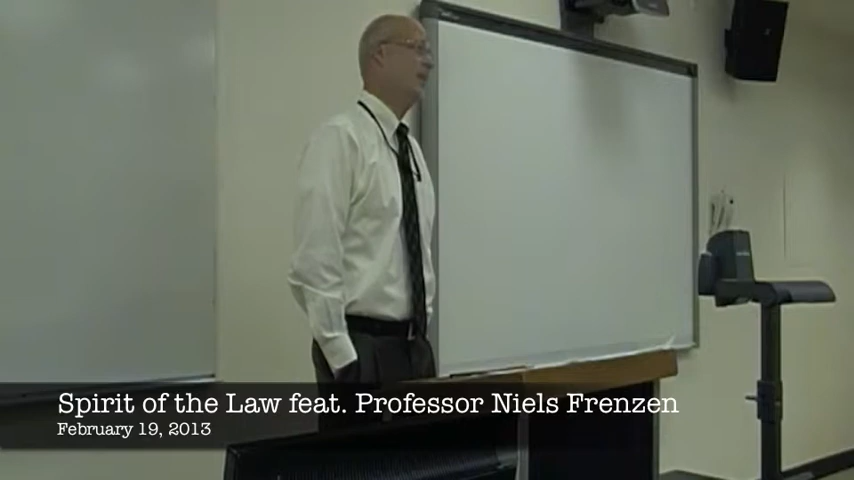 Spirit of the Law feat. Professor Niels Frenzen
February 19, 2013